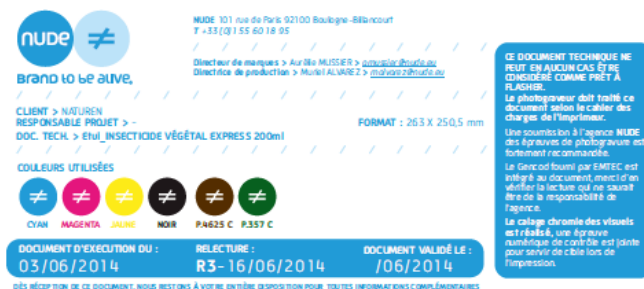 nude ≠
Brand to be alive,
NUDE 101 rue de Paris 92100 Boulogne-Billancourt
T +33 (0)1 55 60 18 95
Directeur de marques > Aurélie MUSSIER > amussier@nude.eu
Directrice de production > Muriel ALVAREZ > malvarez@nude.eu
CLIENT > NATUREN
RESPONSABLE PROJET > -
DOC. TECH. > Etui_INSECTICIDE VÉGÉTAL EXPRESS 200ml
FORMAT : 263 X 250,5 mm
COULEURS UTILISÉES
≠ ≠ ≠ ≠ ≠ ≠
CYAN MAGENTA JAUNE NOIR P.4625 C P.357 C
DOCUMENT D'EXECUTION DU :
03/06/2014
RELECTURE :
R3-16/06/2014
DOCUMENT VALIDÉ LE :
/06/2014
DÈS RÉCEPTION DE CE DOCUMENT, NOUS RESTONS À VOTRE ENTIÈRE DISPOSITION POUR TOUTES INFORMATIONS COMPLÉMENTAIRES
CE DOCUMENT TECHNIQUE NE
PEUT EN AUCUN CAS ÊTRE
CONSIDÉRÉ COMME PRÊT À
FLASHER.
Le photograveur doit traité ce
document selon le cahier des
charges de l'imprimeur.
Une soumission à l'agence NUDE
des épreuves de photogravure est
fortement recommandée.
Le Gencod fourni par EMTEC est
intégré au document, merci d'en
vérifier la lecture qui ne saurait
être de la responsabilité de
l'agence.
Le calage chromie des visuels
est réalisé, une épreuve
numérique de contrôle est jointe
pour servir de cible lors de
l'impression.